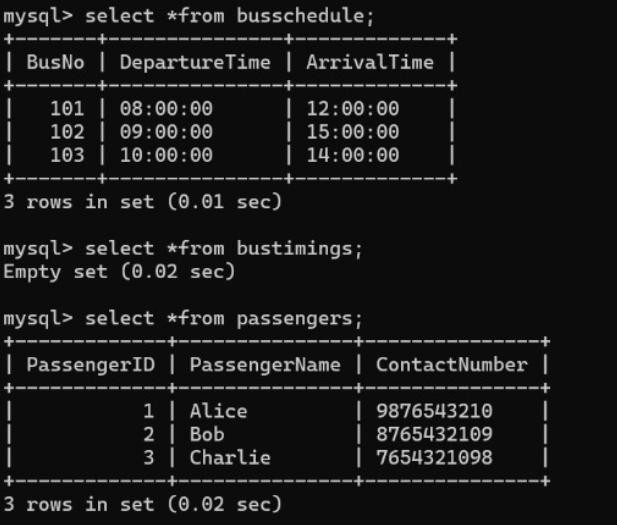 mysql> select *from busschedule;
+-------+---------------+-------------+
| BusNo | DepartureTime | ArrivalTime |
+-------+---------------+-------------+
|   101 | 08:00:00      | 12:00:00    |
|   102 | 09:00:00      | 15:00:00    |
|   103 | 10:00:00      | 14:00:00    |
+-------+---------------+-------------+
3 rows in set (0.01 sec)
mysql> select *from bustimings;
Empty set (0.02 sec)
mysql> select *from passengers;
+-------------+---------------+---------------+
| PassengerID | PassengerName | ContactNumber |
+-------------+---------------+---------------+
|           1 | Alice         | 9876543210    |
|           2 | Bob           | 8765432109    |
|           3 | Charlie       | 7654321098    |
+-------------+---------------+---------------+
3 rows in set (0.02 sec)